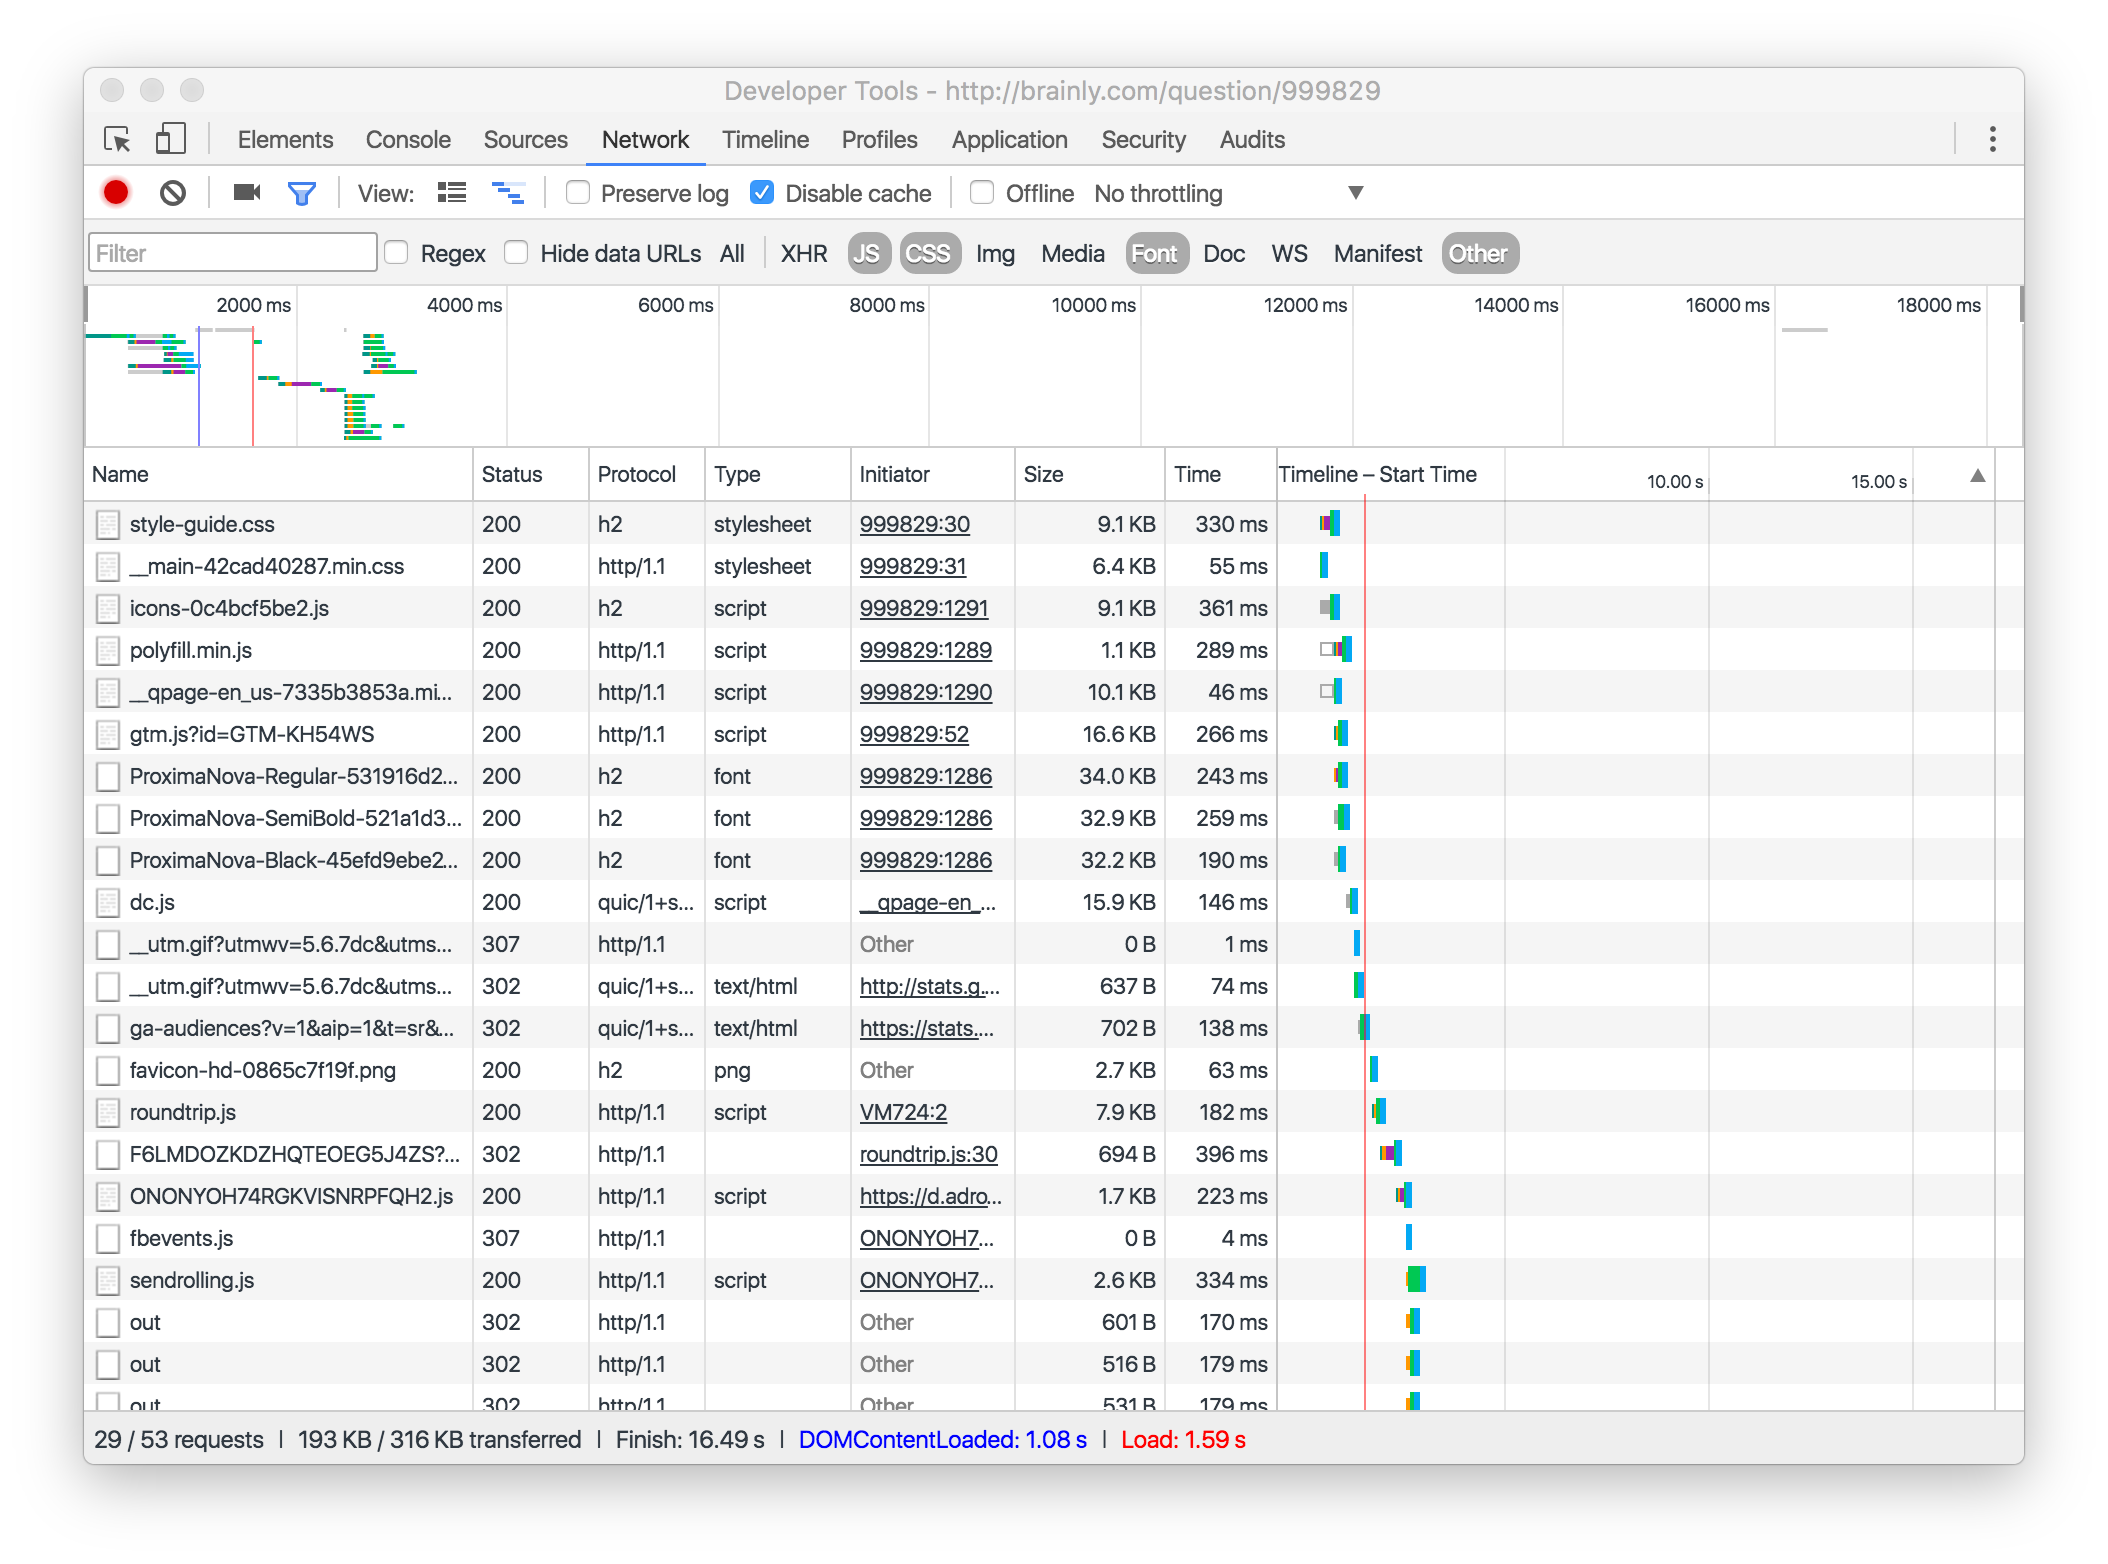 Developer Tools - http://brainly.com/question/999829
Elements Console Sources Network Timeline Profiles Application Security Audits
View: Preserve log Disable cache Offline No throttling
Filter Regex Hide data URLs All XHR JS CSS Img Media Font Doc WS Manifest Other
2000 ms 4000 ms 6000 ms 8000 ms 10000 ms 12000 ms 14000 ms 16000 ms 18000 ms
Name Status Protocol Type Initiator Size Time Timeline – Start Time 10.00 s 15.00 s
style-guide.css 200 h2 stylesheet 999829:30 9.1 KB 330 ms
__main-42cad40287.min.css 200 http/1.1 stylesheet 999829:31 6.4 KB 55 ms
icons-0c4bcf5be2.js 200 h2 script 999829:1291 9.1 KB 361 ms
polyfill.min.js 200 http/1.1 script 999829:1289 1.1 KB 289 ms
__qpage-en_us-7335b3853a.mi... 200 http/1.1 script 999829:1290 10.1 KB 46 ms
gtm.js?id=GTM-KH54WS 200 http/1.1 script 999829:52 16.6 KB 266 ms
ProximaNova-Regular-531916d2... 200 h2 font 999829:1286 34.0 KB 243 ms
ProximaNova-SemiBold-521a1d3... 200 h2 font 999829:1286 32.9 KB 259 ms
ProximaNova-Black-45efd9ebe2... 200 h2 font 999829:1286 32.2 KB 190 ms
dc.js 200 quic/1+s... script __qpage-en_... 15.9 KB 146 ms
__utm.gif?utmwv=5.6.7dc&utms... 307 http/1.1 Other 0 B 1 ms
__utm.gif?utmwv=5.6.7dc&utms... 302 quic/1+s... text/html http://stats.g.... 637 B 74 ms
ga-audiences?v=1&aip=1&t=sr&... 302 quic/1+s... text/html https://stats.... 702 B 138 ms
favicon-hd-0865c7f19f.png 200 h2 png Other 2.7 KB 63 ms
roundtrip.js 200 http/1.1 script VM724:2 7.9 KB 182 ms
F6LMDOZKDZHQTEOEG5J4ZS?... 302 http/1.1 roundtrip.js:30 694 B 396 ms
ONONYOH74RGKVISNRPFQH2.js 200 http/1.1 script https://d.adro... 1.7 KB 223 ms
fbevents.js 307 http/1.1 ONONYOH7... 0 B 4 ms
sendrolling.js 200 http/1.1 script ONONYOH7... 2.6 KB 334 ms
out 302 http/1.1 Other 601 B 170 ms
out 302 http/1.1 Other 516 B 179 ms
out 302 http/1.1 Other 531 B 179 ms
29 / 53 requests | 193 KB / 316 KB transferred | Finish: 16.49 s | DOMContentLoaded: 1.08 s | Load: 1.59 s